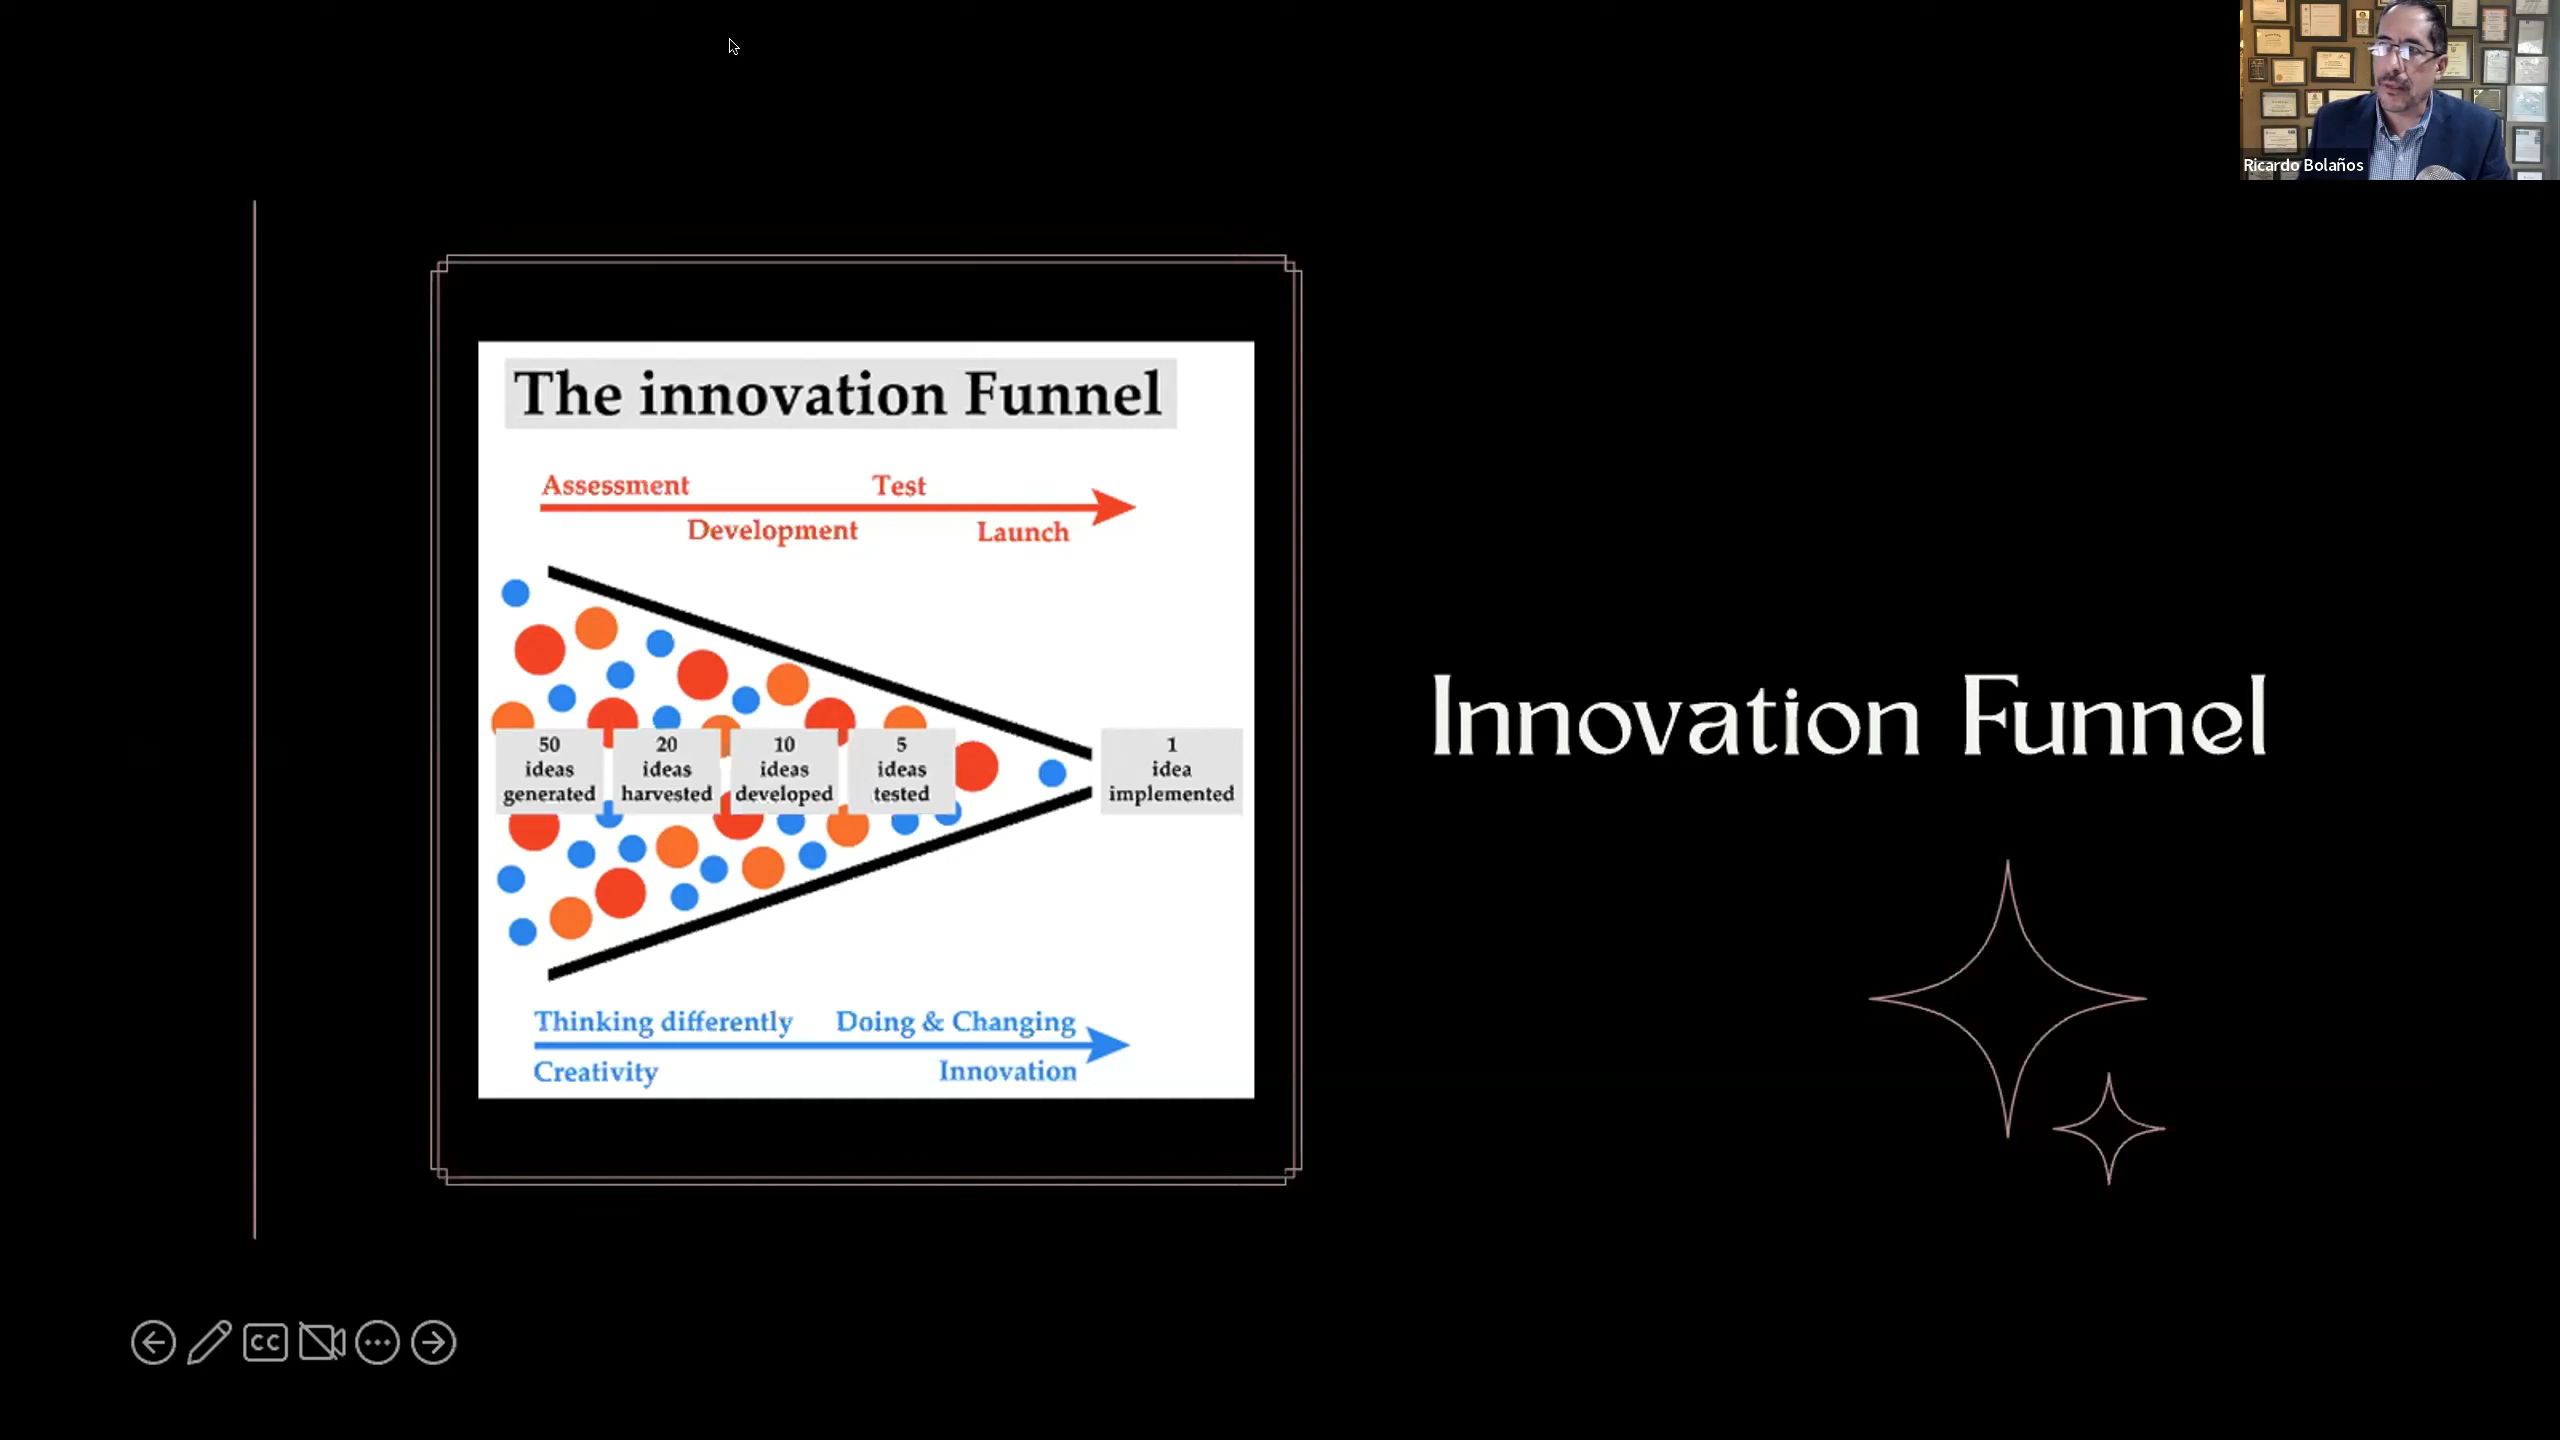 Ricardo Bolaños
The innovation Funnel
Assessment
Test
Development
Launch
50
ideas
generated
20
ideas
harvested
10
ideas
developed
5
ideas
tested
1
idea
implemented
Thinking differently
Doing & Changing
Creativity
Innovation
Innovation Funnel
CC